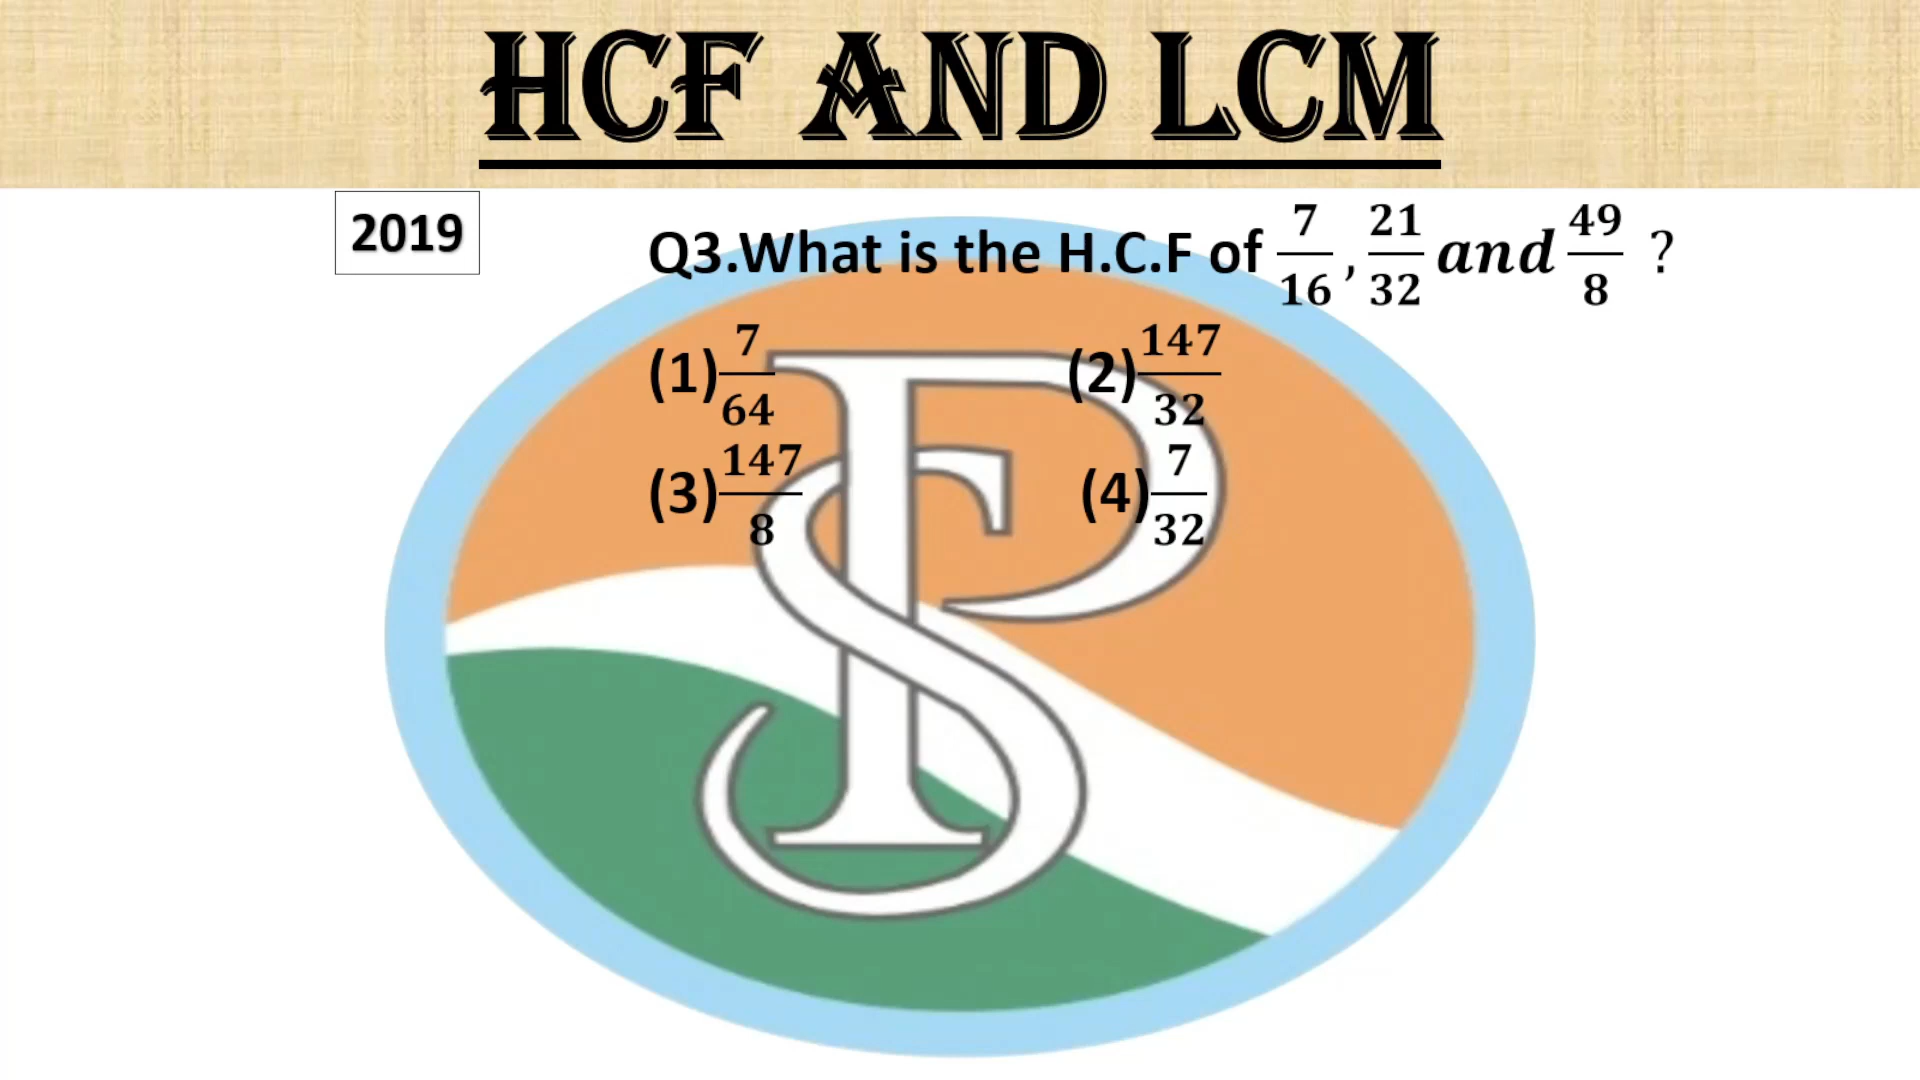 HCF AND LCM
2019
Q3.What is the H.C.F of 7/16, 21/32 and 49/8 ?
(1) 7/64 (2) 147/32
(3) 147/8 (4) 7/32